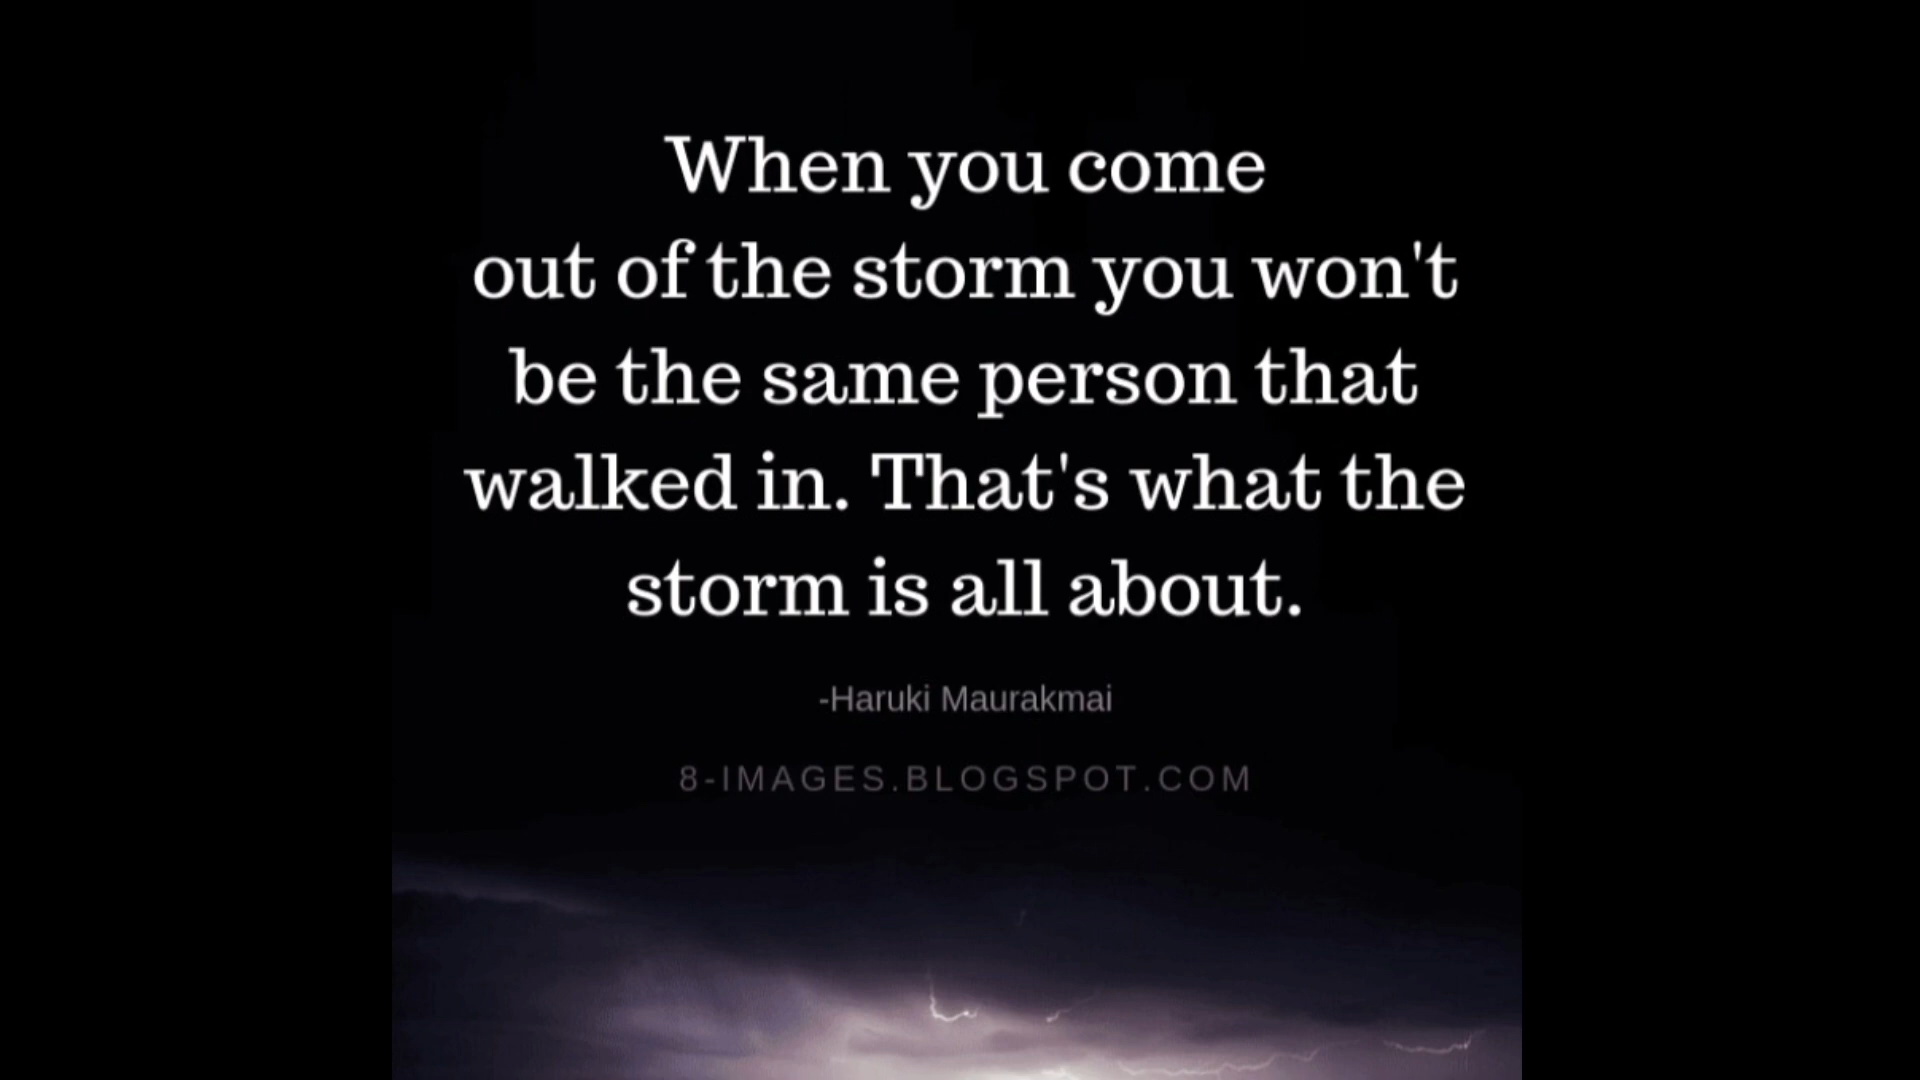 When you come
out of the storm you won't
be the same person that
walked in. That's what the
storm is all about.
-Haruki Maurakmai
8-IMAGES.BLOGSPOT.COM